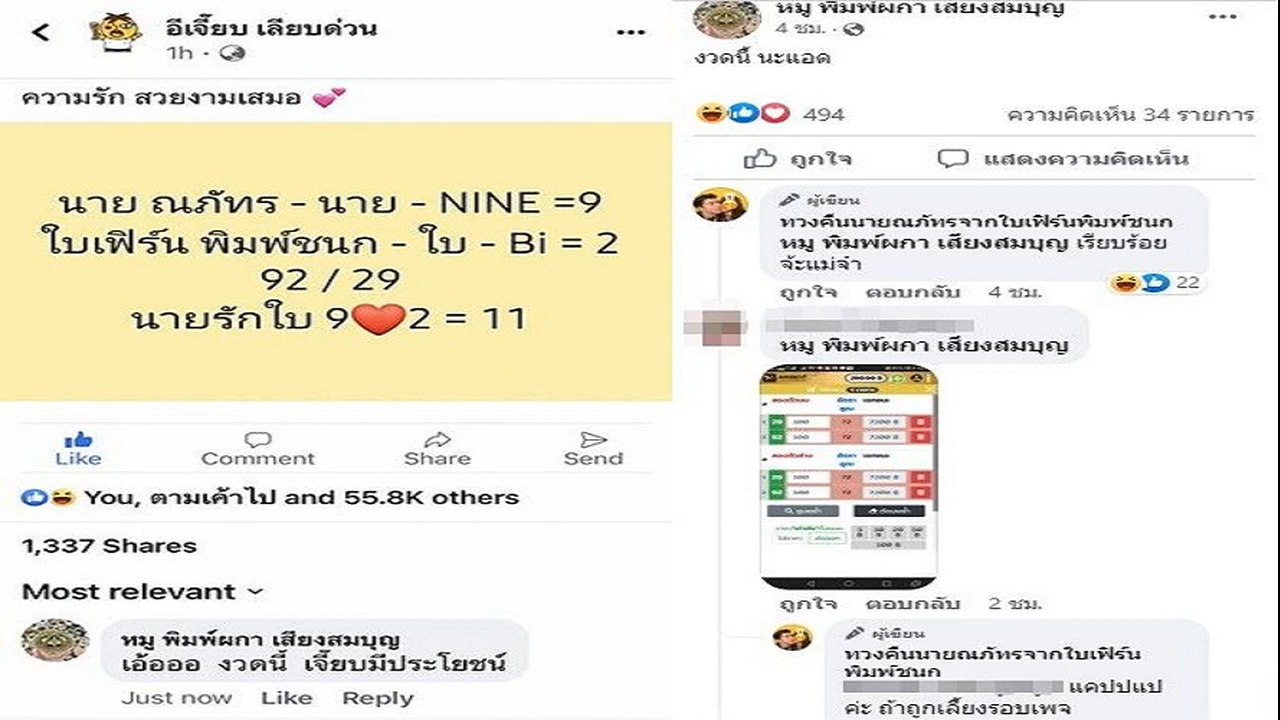 อีเจี๊ยบ เลียบด่วน
1h ·
ความรัก สวยงามเสมอ 💕
นาย ณภัทร - นาย - NINE =9
ใบเฟิร์น พิมพ์ชนก - ใบ - Bi = 2
92 / 29
นายรักใบ 9❤️2 = 11
Like Comment Share Send
You, ตามเค้าไป and 55.8K others
1,337 Shares
Most relevant
หมู พิมพ์ผกา เสียงสมบุญ
เอ้อออ งวดนี้ เจี๊ยบมีประโยชน์
Just now Like Reply
หมู พิมพ์ผกา เสียงสมบุญ
4 ชม. ·
งวดนี้ นะแอด
494 ความคิดเห็น 34 รายการ
ถูกใจ แสดงความคิดเห็น
ผู้เขียน
ทวงคืนนายณภัทรจากใบเฟิร์นพิมพ์ชนก
หมู พิมพ์ผกา เสียงสมบุญ เรียบร้อย
จ้ะแม่จ๋า
ถูกใจ ตอบกลับ 4 ชม. 22
หมู พิมพ์ผกา เสียงสมบุญ
ถูกใจ ตอบกลับ 2 ชม.
ผู้เขียน
ทวงคืนนายณภัทรจากใบเฟิร์น
พิมพ์ชนก
แคปปแปป
ค่ะ ถ้าถูกเลี้ยงรอบเพจ